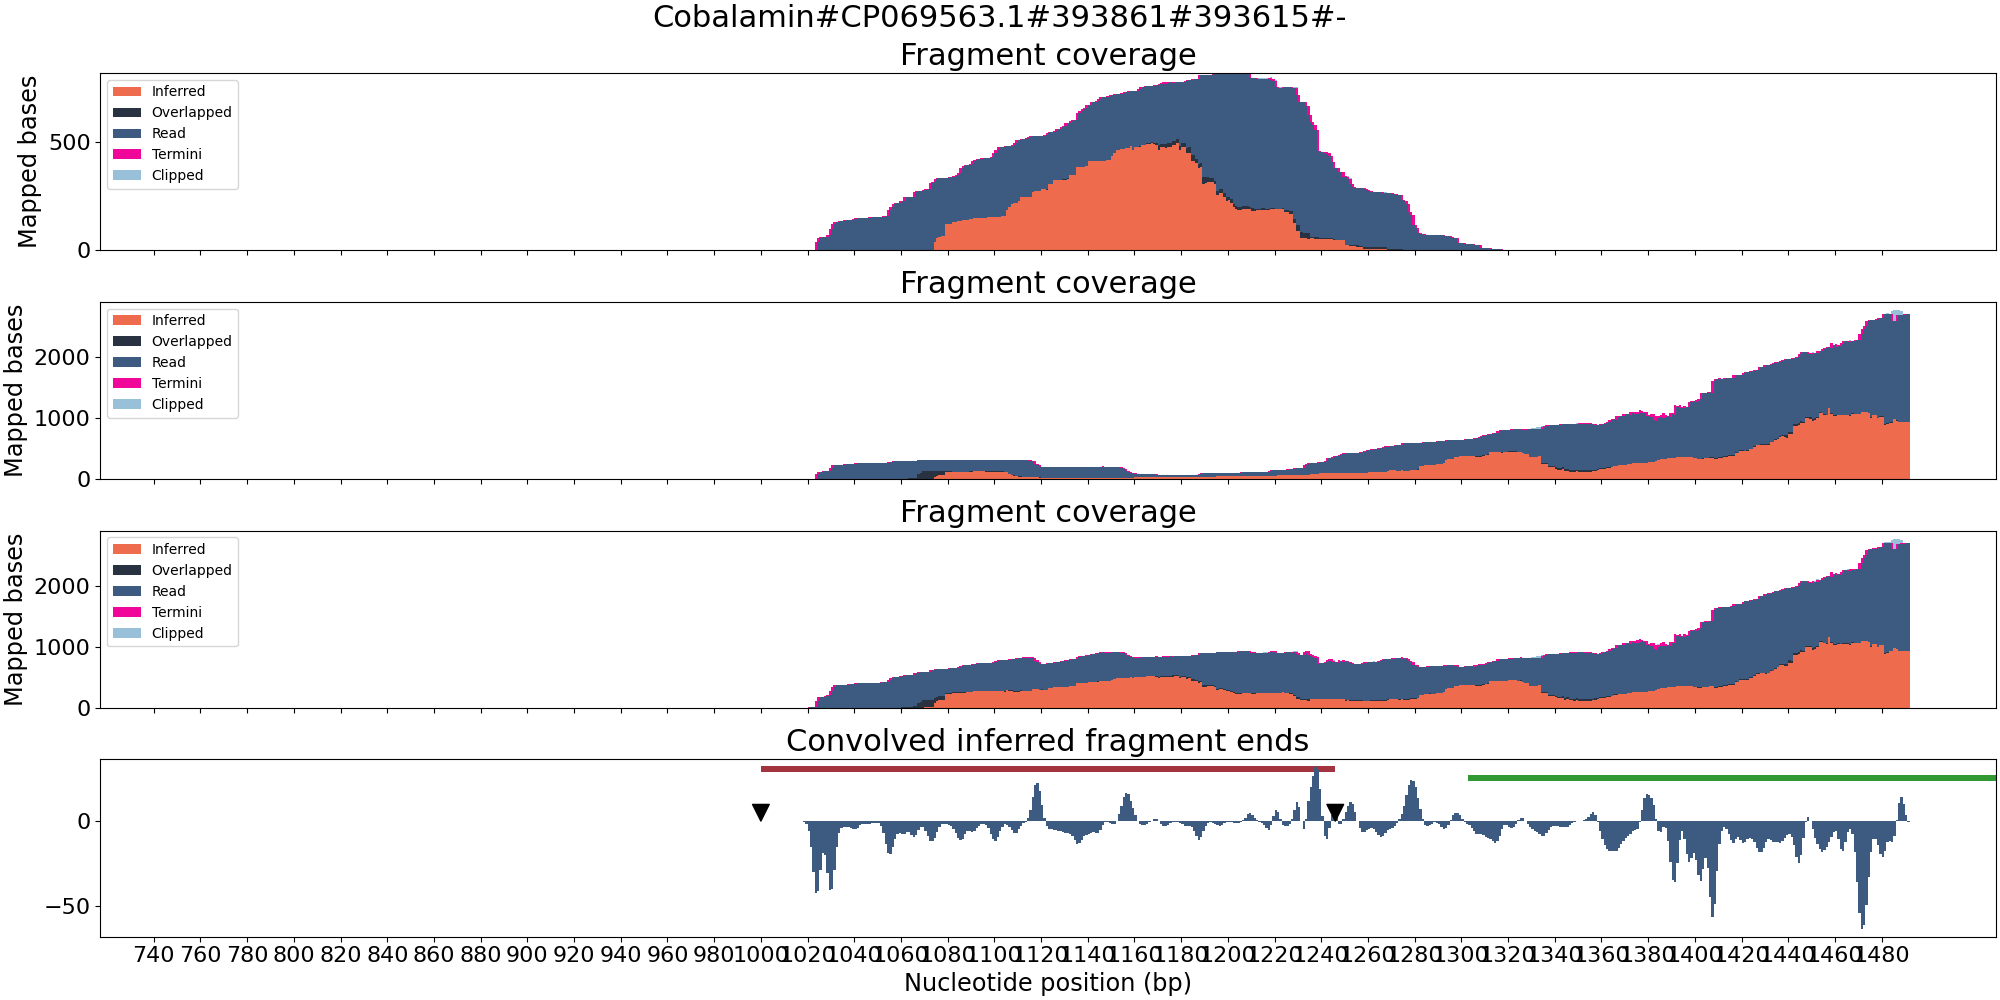 Cobalamin#CP069563.1#393861#393615#-
Fragment coverage
Mapped bases
500
0
Inferred
Overlapped
Read
Termini
Clipped
Fragment coverage
Mapped bases
2000
1000
0
Inferred
Overlapped
Read
Termini
Clipped
Fragment coverage
Mapped bases
2000
1000
0
Inferred
Overlapped
Read
Termini
Clipped
Convolved inferred fragment ends
0
−50
740 760 780 800 820 840 860 880 900 920 940 960 980 1000 1020 1040 1060 1080 1100 1120 1140 1160 1180 1200 1220 1240 1260 1280 1300 1320 1340 1360 1380 1400 1420 1440 1460 1480
Nucleotide position (bp)